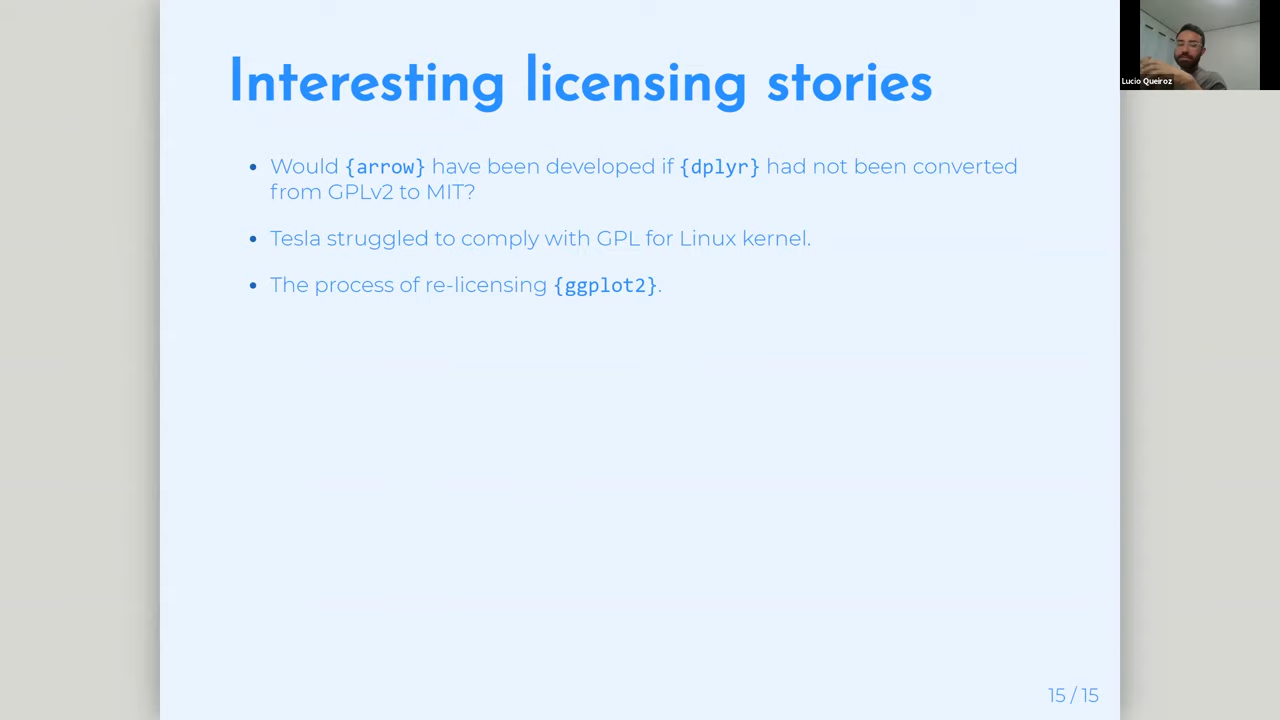 Interesting licensing stories
Lucio Queiroz
• Would {arrow} have been developed if {dplyr} had not been converted
from GPLv2 to MIT?
• Tesla struggled to comply with GPL for Linux kernel.
• The process of re-licensing {ggplot2}.
15 / 15